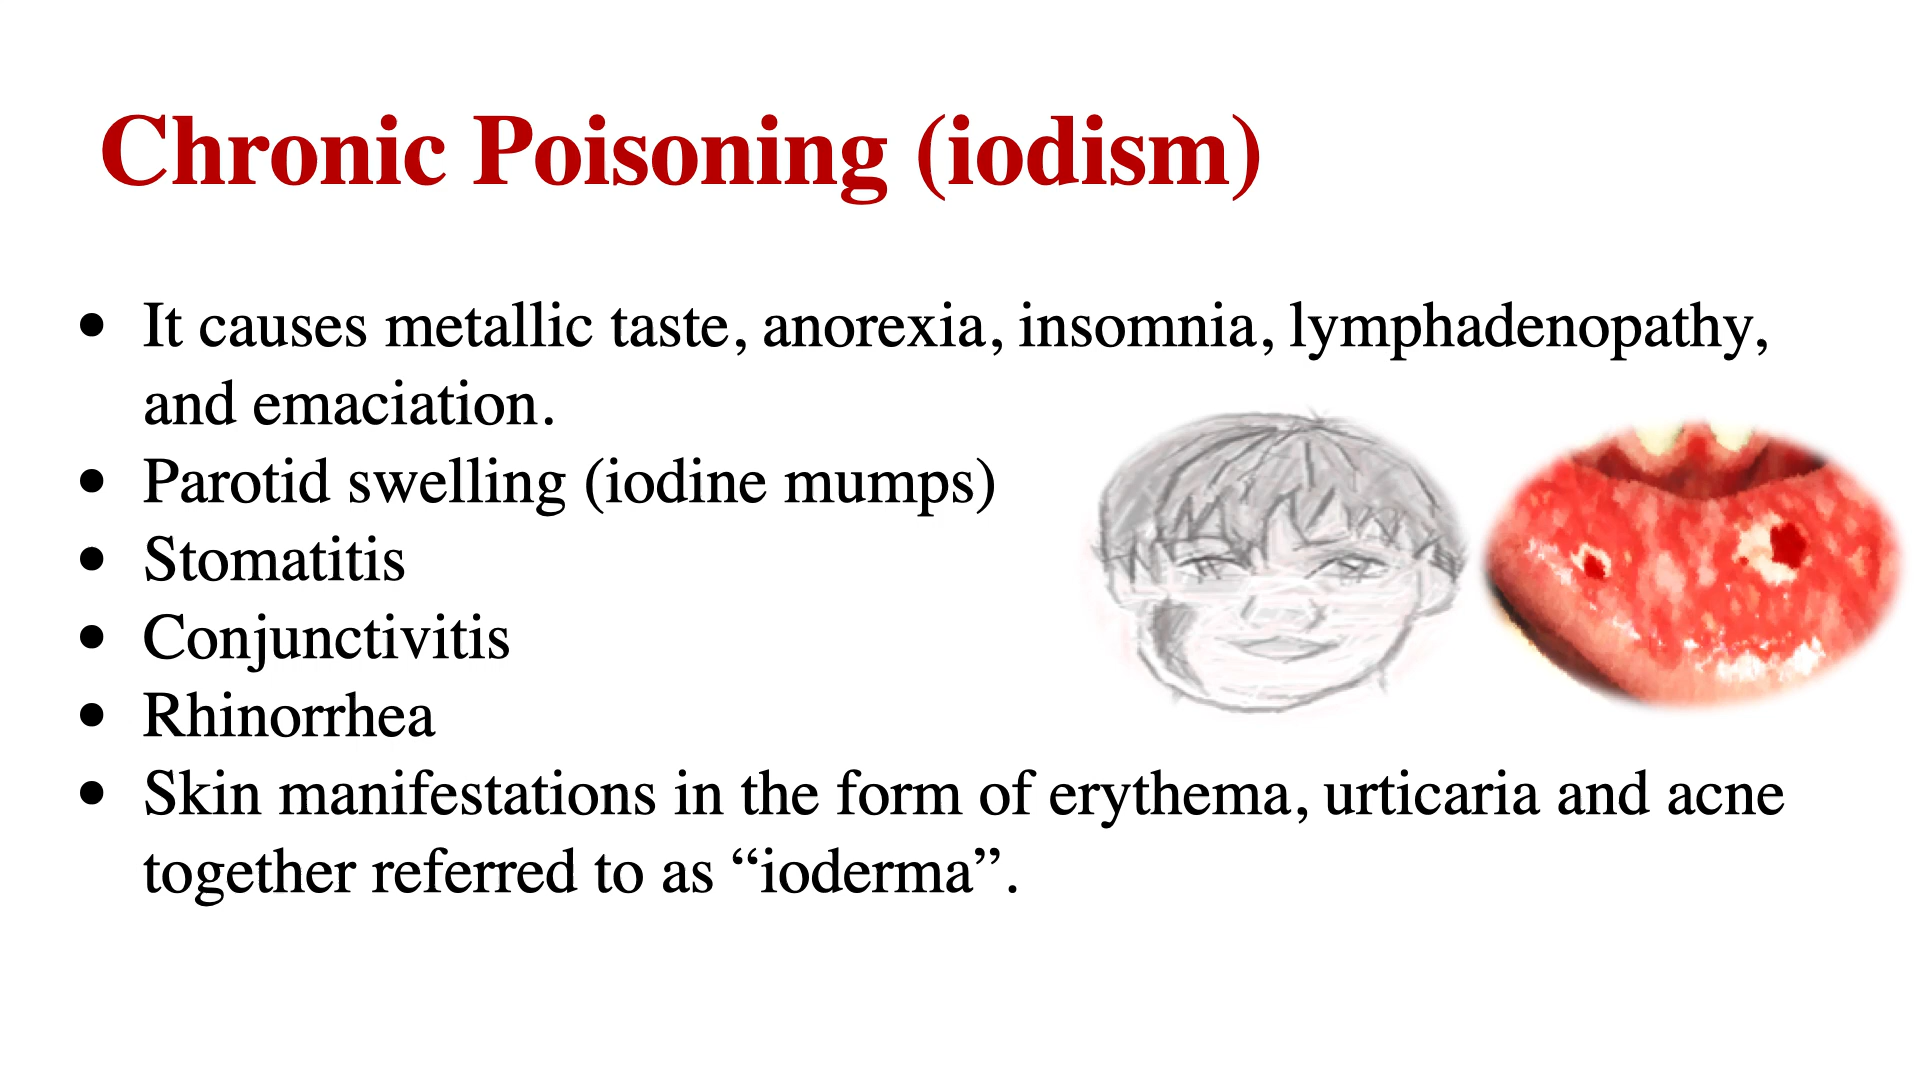 Chronic Poisoning (iodism)
• It causes metallic taste, anorexia, insomnia, lymphadenopathy,
and emaciation.
• Parotid swelling (iodine mumps)
• Stomatitis
• Conjunctivitis
• Rhinorrhea
• Skin manifestations in the form of erythema, urticaria and acne
together referred to as “ioderma”.